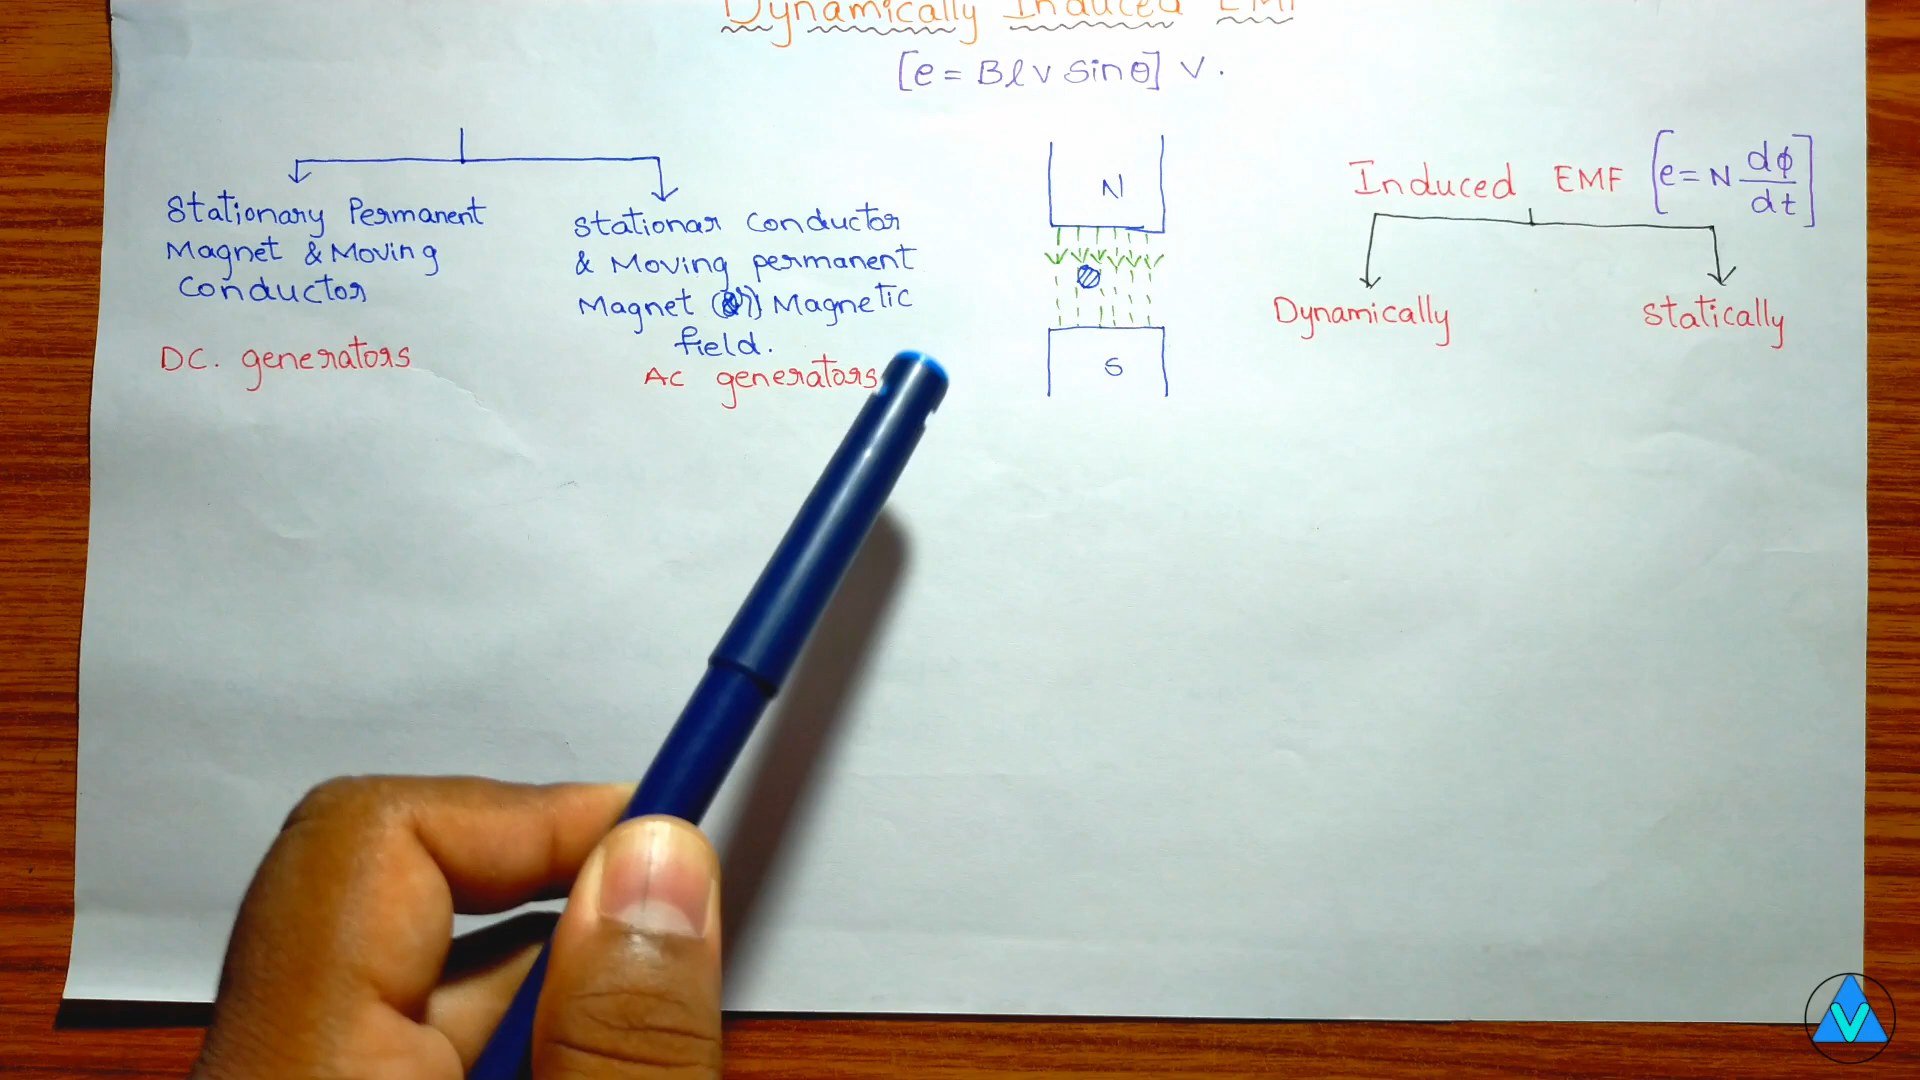 Dynamically Induced EMF
[e = Blv sinθ] V.
Stationary Permanent
Magnet & Moving
Conductor
DC. generators
stationar conductor
& Moving permanent
Magnet (or) Magnetic
field.
AC generators
N
S
Induced EMF [e = N dφ/dt]
Dynamically
statically
V